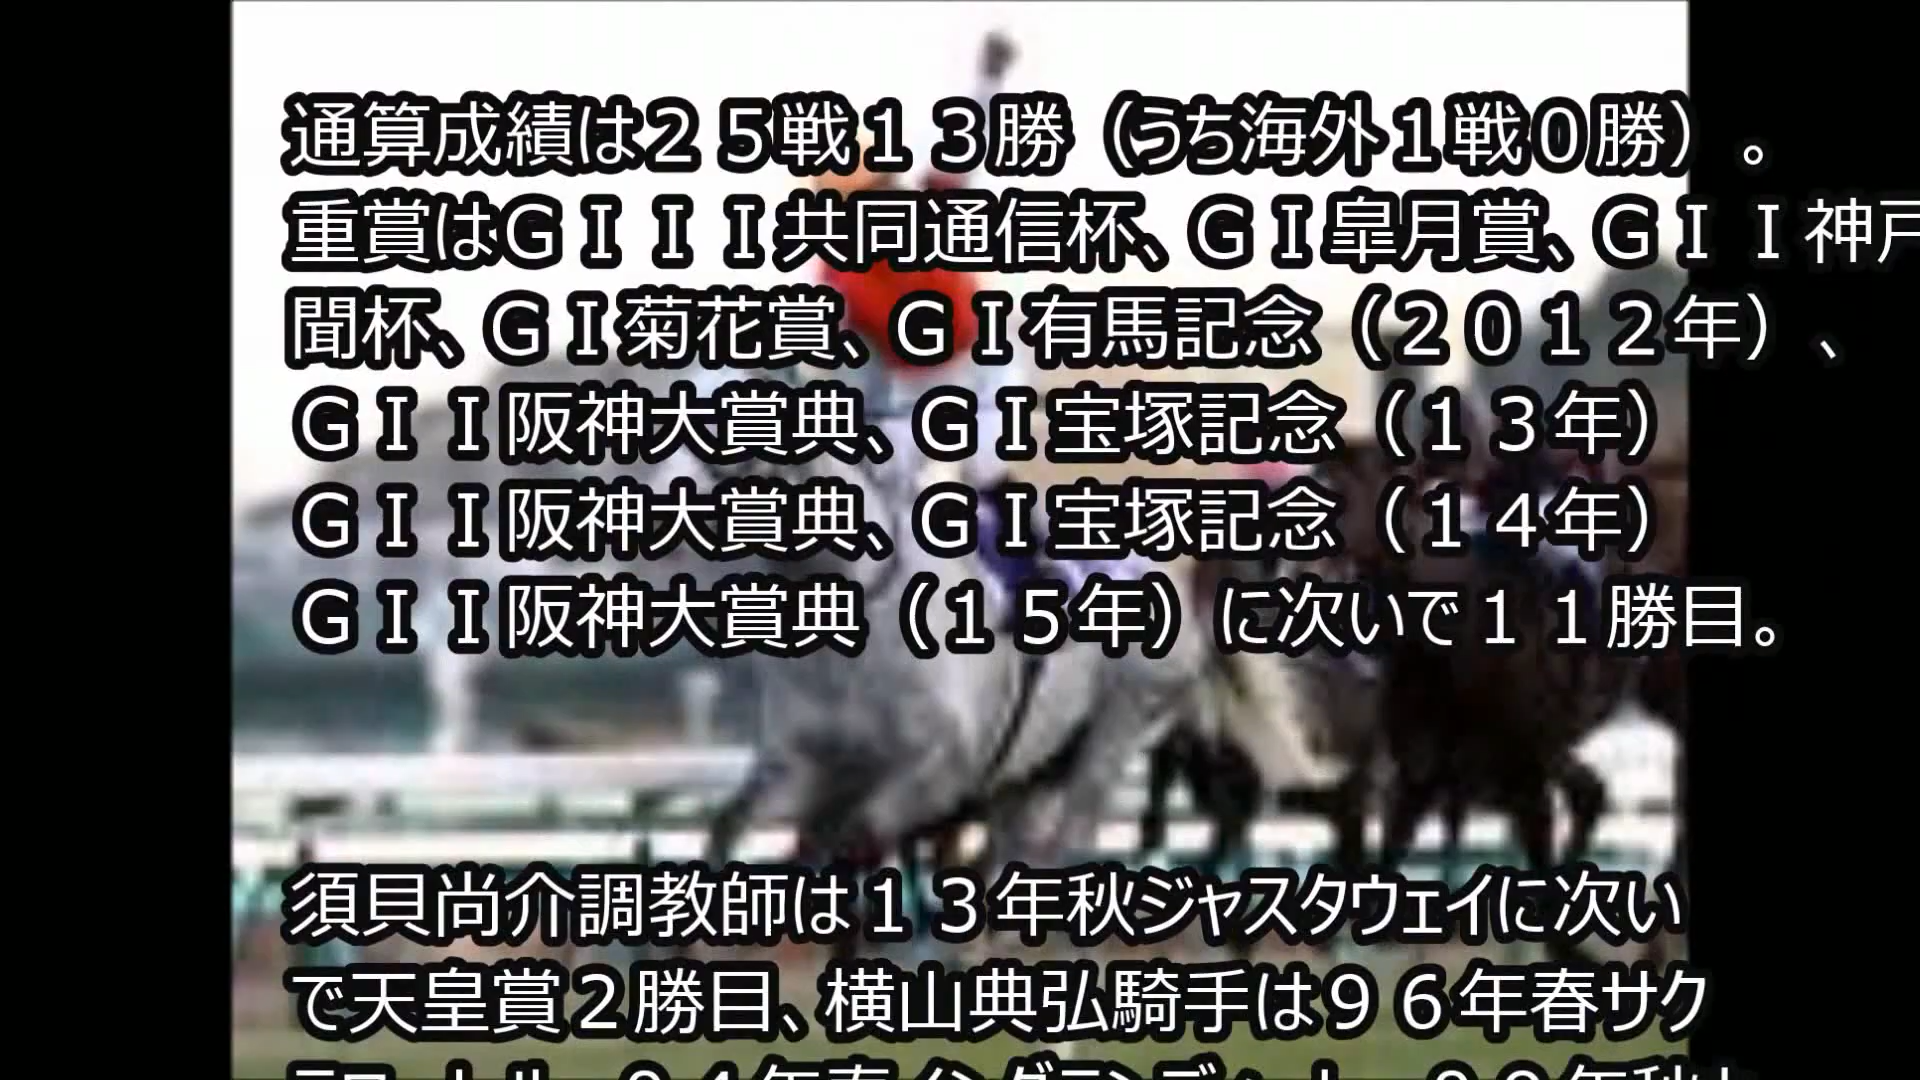 通算成績は２５戦１３勝（うち海外１戦０勝）。
重賞はＧＩＩＩ共同通信杯、ＧＩ皐月賞、ＧＩＩ神戸
聞杯、ＧＩ菊花賞、ＧＩ有馬記念（２０１２年）、
ＧＩＩ阪神大賞典、ＧＩ宝塚記念（１３年）
ＧＩＩ阪神大賞典、ＧＩ宝塚記念（１４年）
ＧＩＩ阪神大賞典（１５年）に次いで１１勝目。
須貝尚介調教師は１３年秋ジャスタウェイに次い
で天皇賞２勝目、横山典弘騎手は９６年春サク